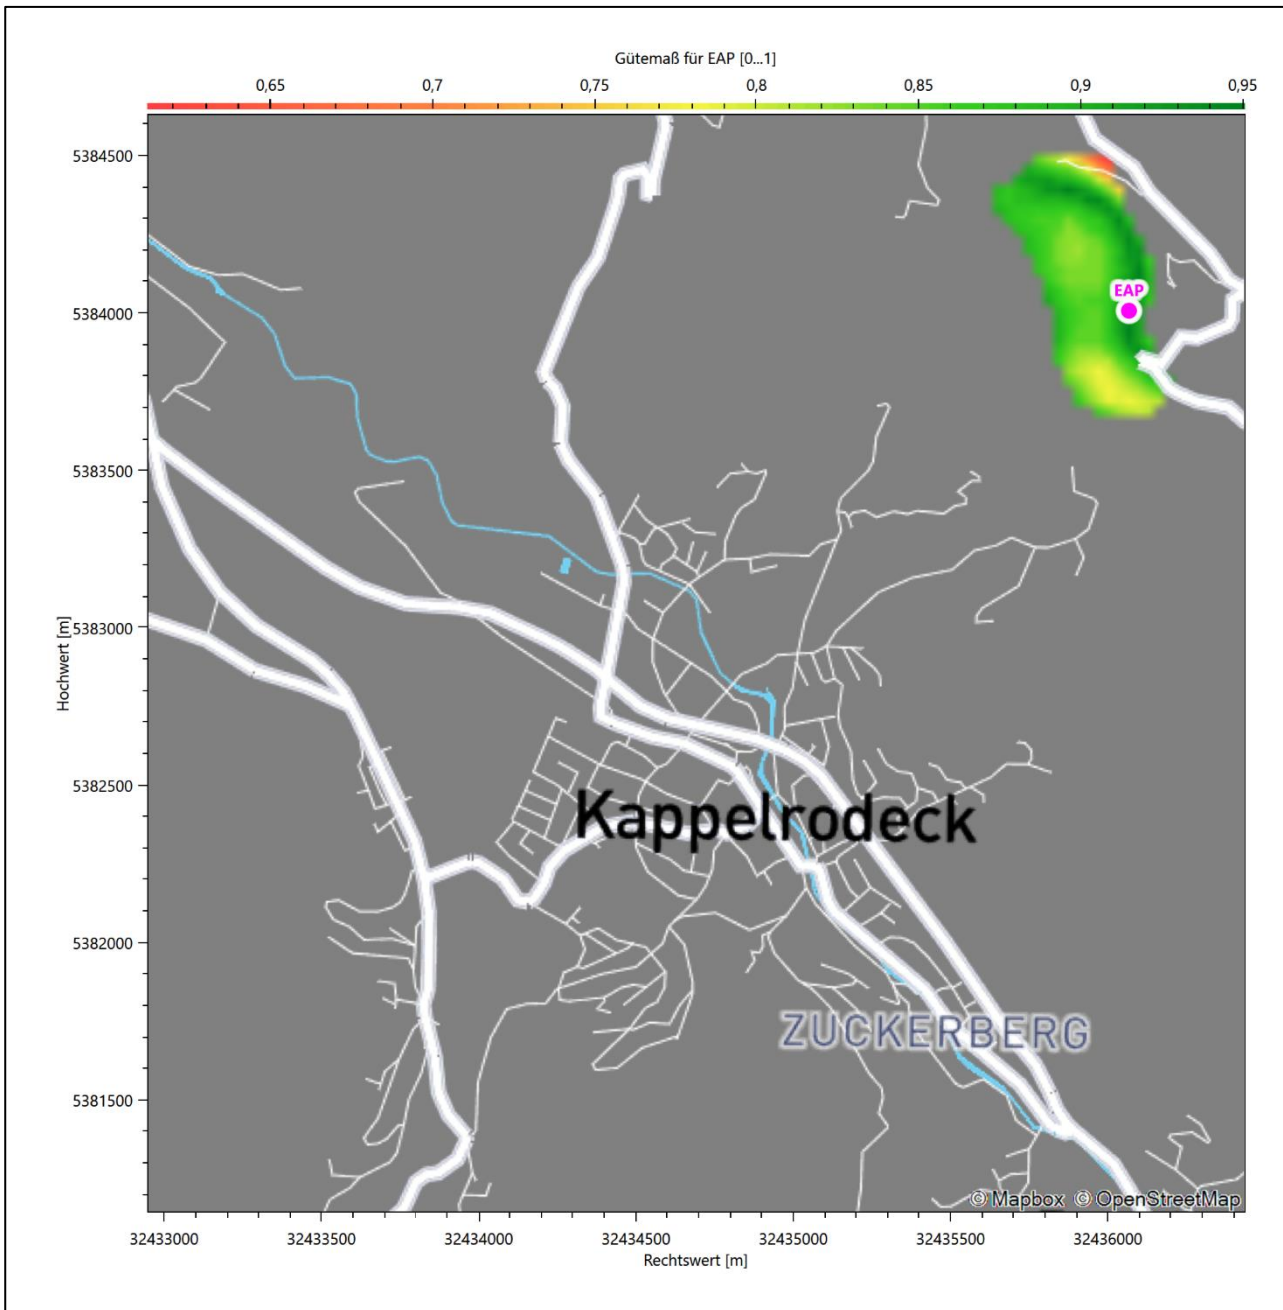 Gütemaß für EAP [0...1]
0,65 0,7 0,75 0,8 0,85 0,9 0,95
5384500
EAP
5384000
5383500
5383000
Hochwert [m]
5382500
Kappelrodeck
5382000
ZUCKERBERG
5381500
© Mapbox © OpenStreetMap
32433000 32433500 32434000 32434500 32435000 32435500 32436000
Rechtswert [m]